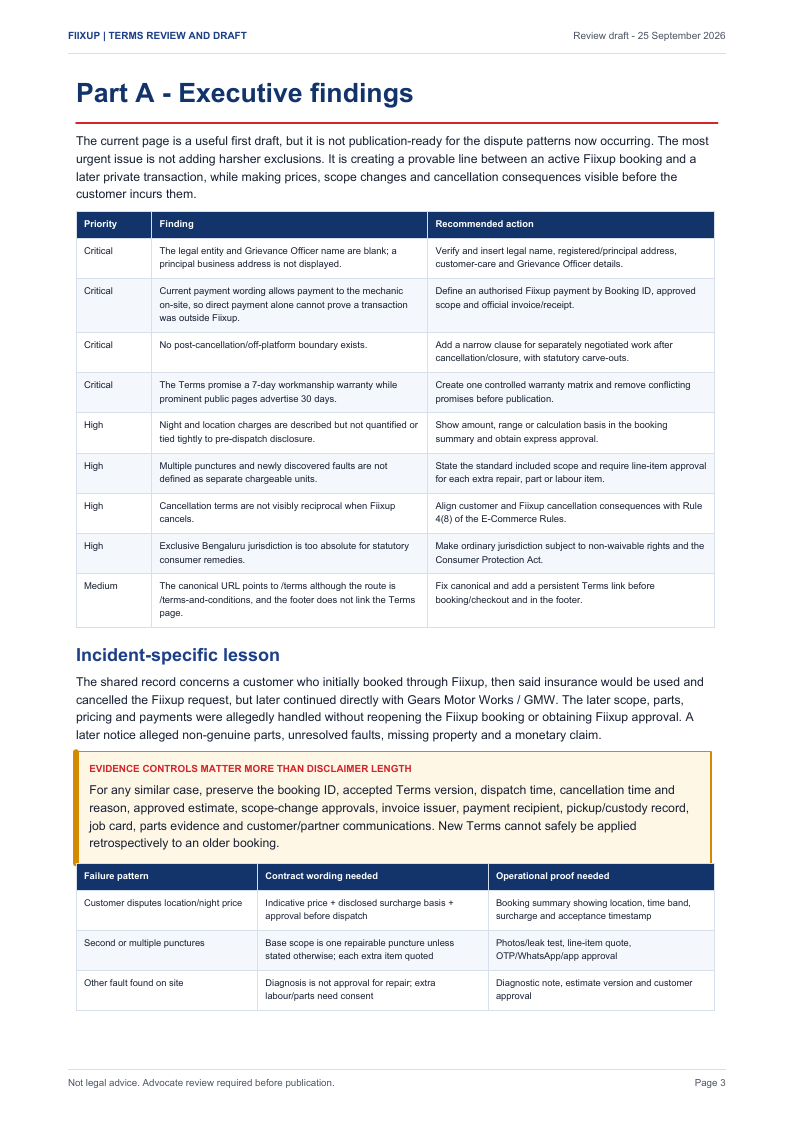 FIIXUP | TERMS REVIEW AND DRAFT
Review draft - 25 September 2026
Part A - Executive findings
The current page is a useful first draft, but it is not publication-ready for the dispute patterns now occurring. The most
urgent issue is not adding harsher exclusions. It is creating a provable line between an active Fiixup booking and a
later private transaction, while making prices, scope changes and cancellation consequences visible before the
customer incurs them.
Priority
Finding
Recommended action
Critical
The legal entity and Grievance Officer name are blank; a
principal business address is not displayed.
Verify and insert legal name, registered/principal address,
customer-care and Grievance Officer details.
Critical
Current payment wording allows payment to the mechanic
on-site, so direct payment alone cannot prove a transaction
was outside Fiixup.
Define an authorised Fiixup payment by Booking ID, approved
scope and official invoice/receipt.
Critical
No post-cancellation/off-platform boundary exists.
Add a narrow clause for separately negotiated work after
cancellation/closure, with statutory carve-outs.
Critical
The Terms promise a 7-day workmanship warranty while
prominent public pages advertise 30 days.
Create one controlled warranty matrix and remove conflicting
promises before publication.
High
Night and location charges are described but not quantified or
tied tightly to pre-dispatch disclosure.
Show amount, range or calculation basis in the booking
summary and obtain express approval.
High
Multiple punctures and newly discovered faults are not
defined as separate chargeable units.
State the standard included scope and require line-item approval
for each extra repair, part or labour item.
High
Cancellation terms are not visibly reciprocal when Fiixup
cancels.
Align customer and Fiixup cancellation consequences with Rule
4(8) of the E-Commerce Rules.
High
Exclusive Bengaluru jurisdiction is too absolute for statutory
consumer remedies.
Make ordinary jurisdiction subject to non-waivable rights and the
Consumer Protection Act.
Medium
The canonical URL points to /terms although the route is
/terms-and-conditions, and the footer does not link the Terms
page.
Fix canonical and add a persistent Terms link before
booking/checkout and in the footer.
Incident-specific lesson
The shared record concerns a customer who initially booked through Fiixup, then said insurance would be used and
cancelled the Fiixup request, but later continued directly with Gears Motor Works / GMW. The later scope, parts,
pricing and payments were allegedly handled without reopening the Fiixup booking or obtaining Fiixup approval. A
later notice alleged non-genuine parts, unresolved faults, missing property and a monetary claim.
EVIDENCE CONTROLS MATTER MORE THAN DISCLAIMER LENGTH
For any similar case, preserve the booking ID, accepted Terms version, dispatch time, cancellation time and
reason, approved estimate, scope-change approvals, invoice issuer, payment recipient, pickup/custody record,
job card, parts evidence and customer/partner communications. New Terms cannot safely be applied
retrospectively to an older booking.
Failure pattern
Contract wording needed
Operational proof needed
Customer disputes location/night price
Indicative price + disclosed surcharge basis +
approval before dispatch
Booking summary showing location, time band,
surcharge and acceptance timestamp
Second or multiple punctures
Base scope is one repairable puncture unless
stated otherwise; each extra item quoted
Photos/leak test, line-item quote,
OTP/WhatsApp/app approval
Other fault found on site
Diagnosis is not approval for repair; extra
labour/parts need consent
Diagnostic note, estimate version and customer
approval
Not legal advice. Advocate review required before publication.
Page 3